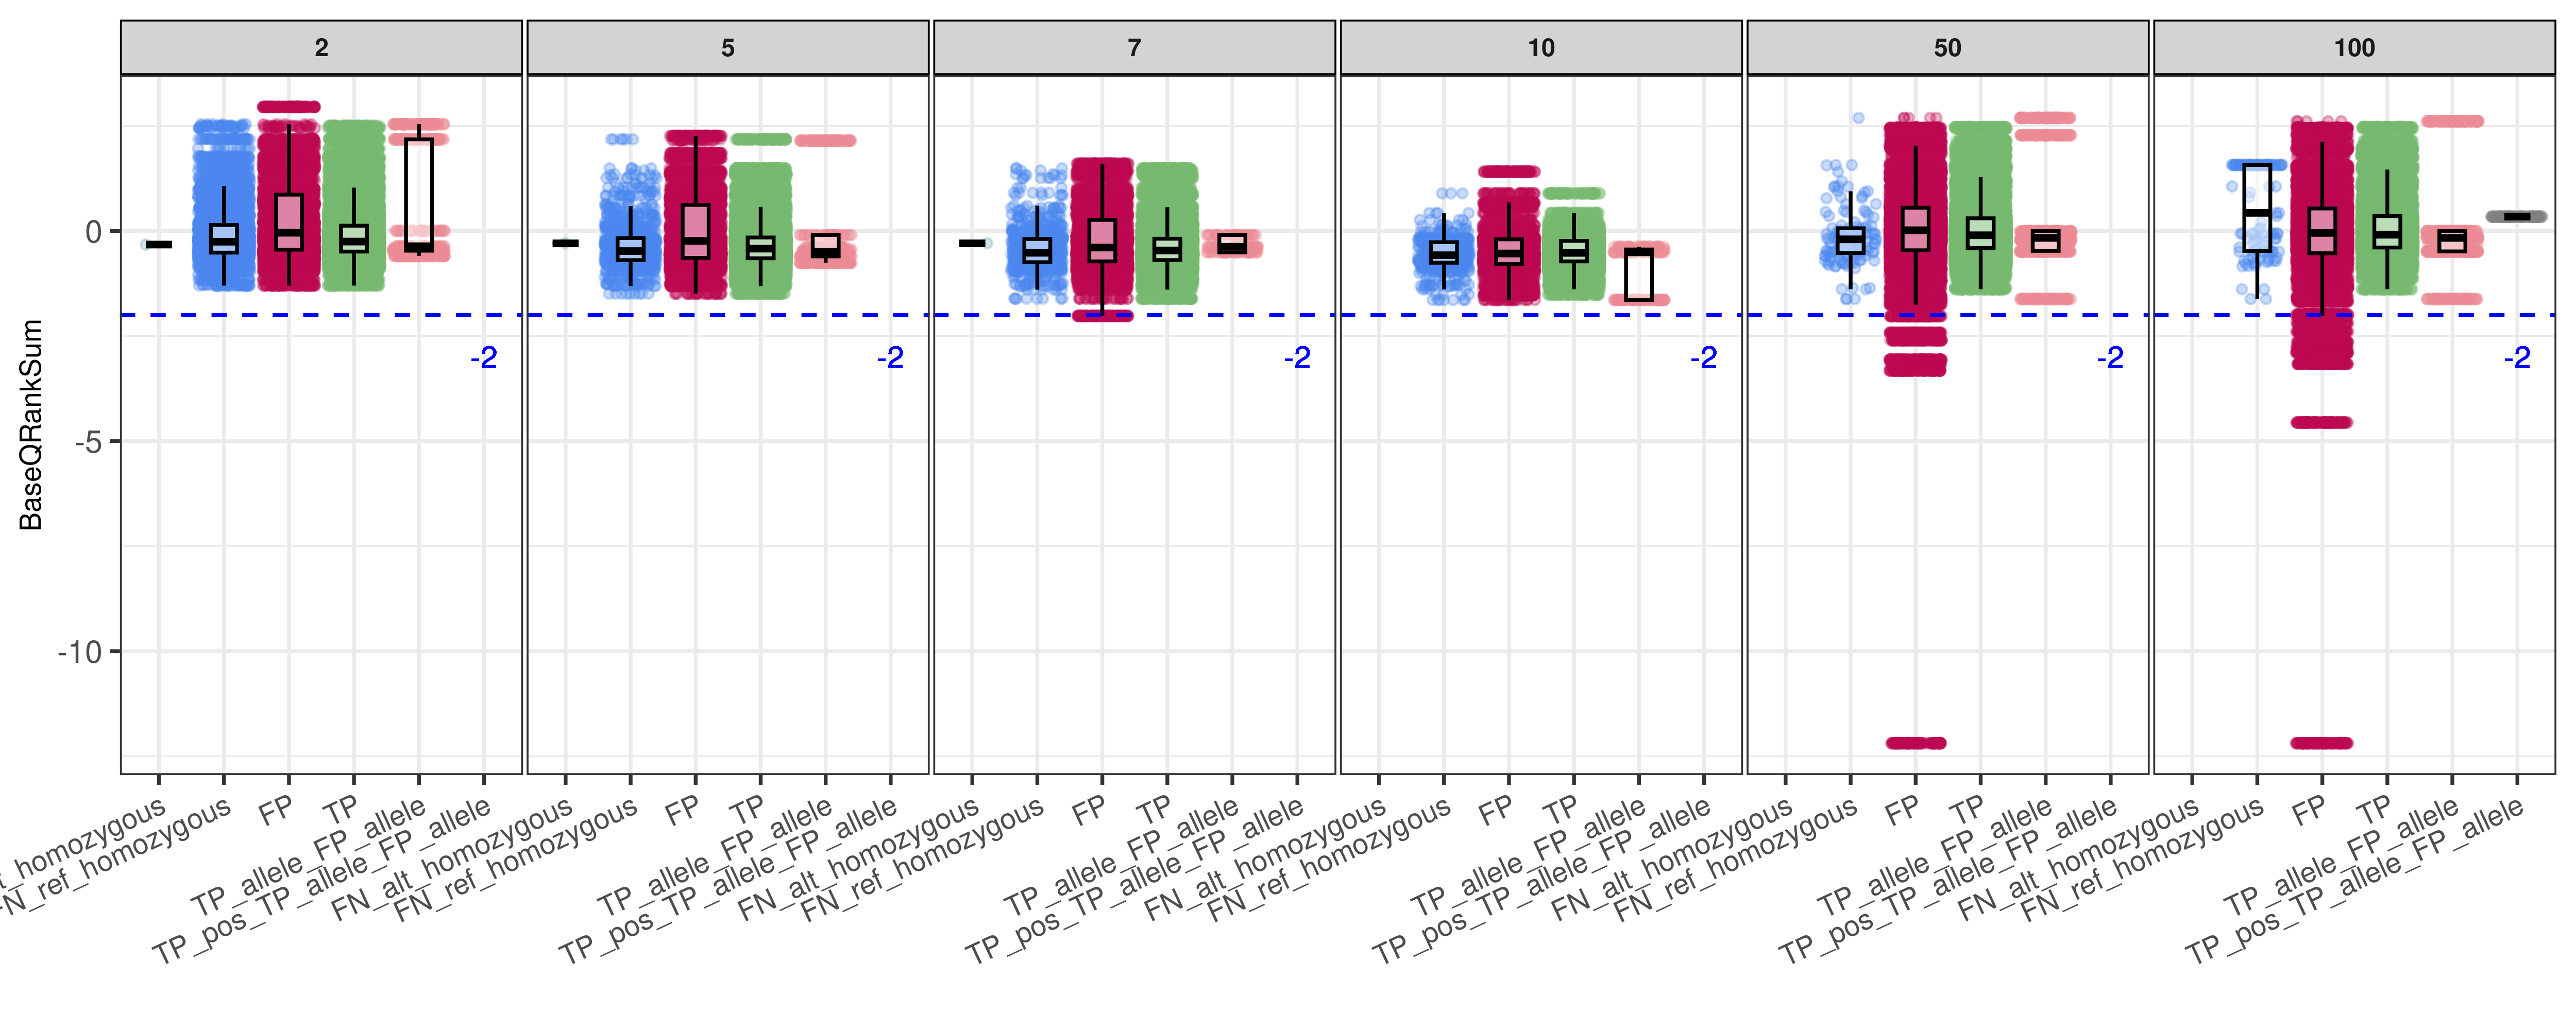 2 5 7 10 50 100
BaseQRankSum
0
-5
-10
-2 -2 -2 -2 -2 -2
t_homozygous FN_ref_homozygous FP TP TP_allele_FP_allele TP_pos_TP_allele_FP_allele
FN_alt_homozygous FN_ref_homozygous FP TP TP_allele_FP_allele TP_pos_TP_allele_FP_allele
FN_alt_homozygous FN_ref_homozygous FP TP TP_allele_FP_allele TP_pos_TP_allele_FP_allele
FN_alt_homozygous FN_ref_homozygous FP TP TP_allele_FP_allele TP_pos_TP_allele_FP_allele
FN_alt_homozygous FN_ref_homozygous FP TP TP_allele_FP_allele TP_pos_TP_allele_FP_allele
FN_alt_homozygous FN_ref_homozygous FP TP TP_allele_FP_allele TP_pos_TP_allele_FP_allele